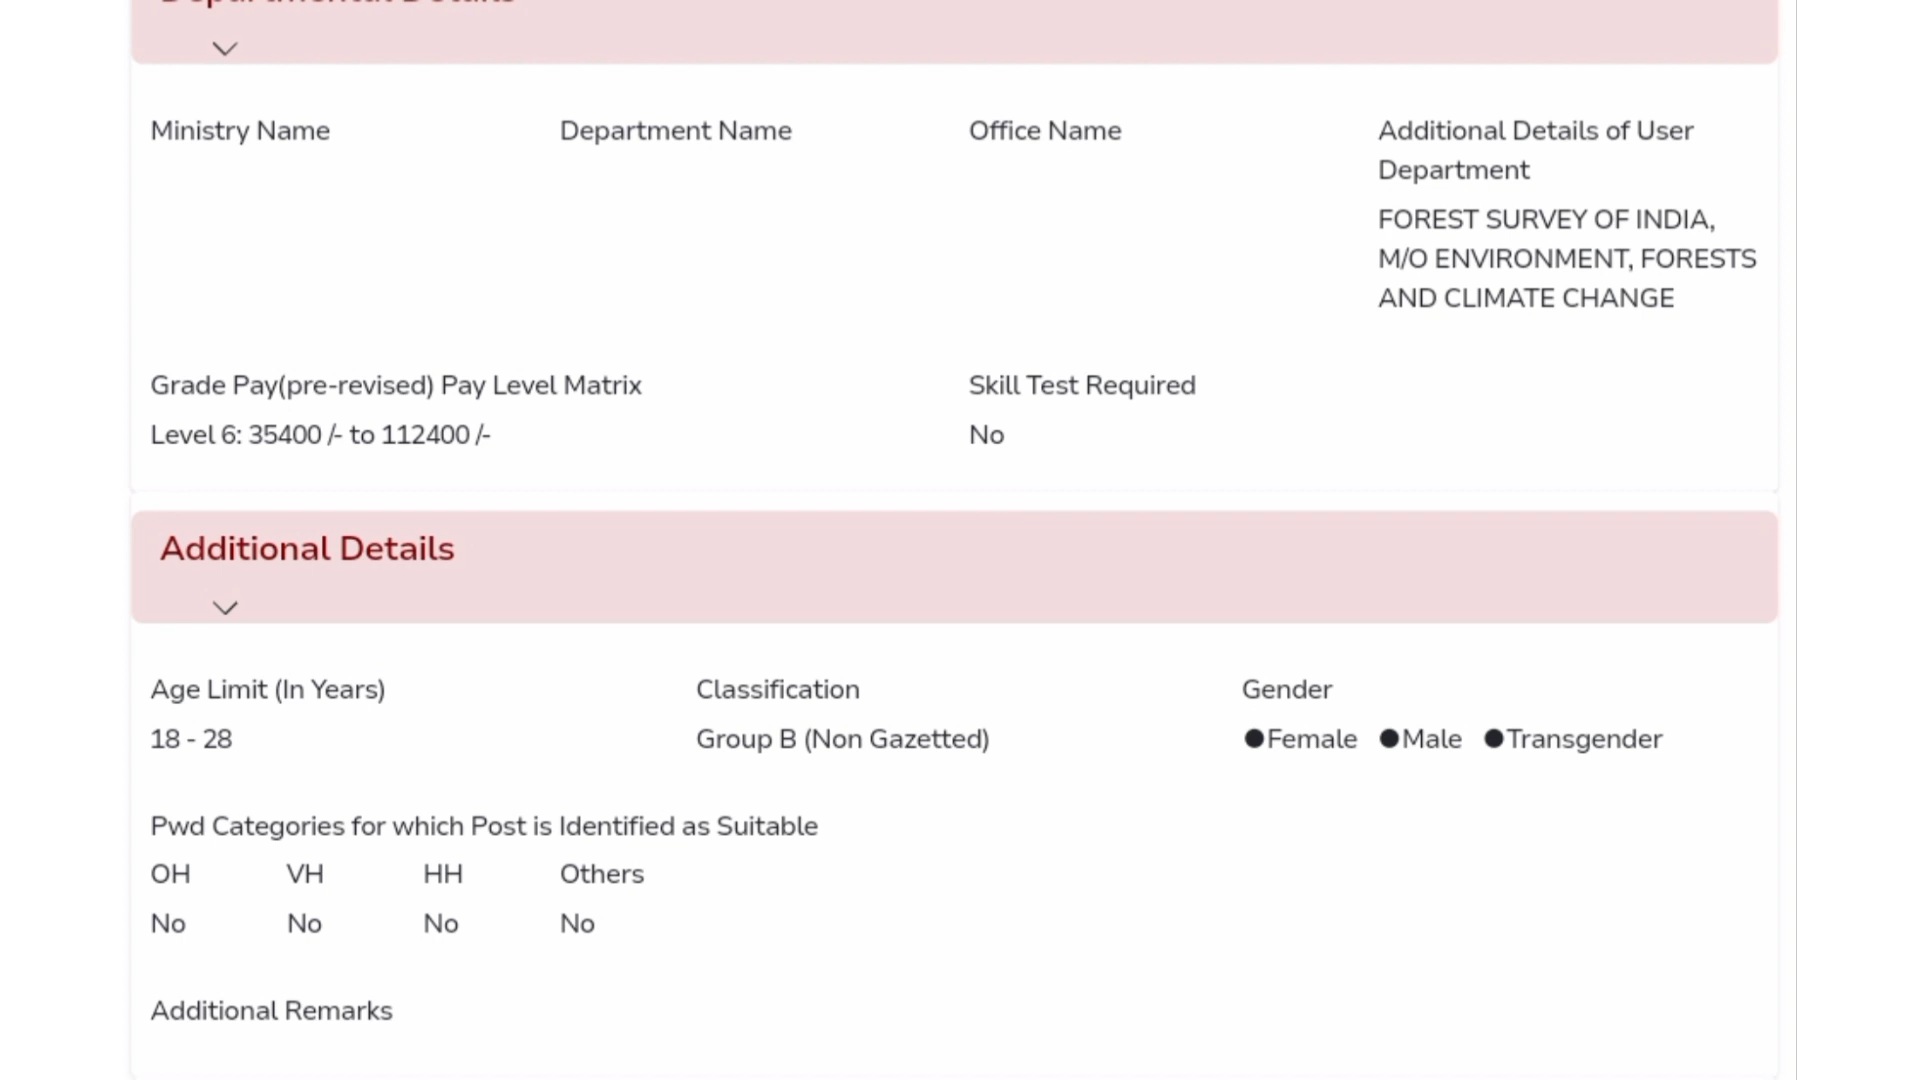 Departmental Details
Ministry Name
Department Name
Office Name
Additional Details of User
Department
FOREST SURVEY OF INDIA,
M/O ENVIRONMENT, FORESTS
AND CLIMATE CHANGE
Grade Pay(pre-revised) Pay Level Matrix
Level 6: 35400 /- to 112400 /-
Skill Test Required
No
Additional Details
Age Limit (In Years)
18 - 28
Classification
Group B (Non Gazetted)
Gender
●Female ●Male ●Transgender
Pwd Categories for which Post is Identified as Suitable
OH VH HH Others
No No No No
Additional Remarks